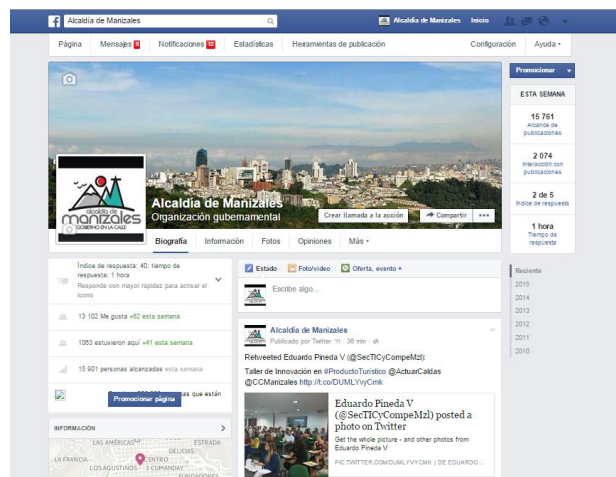 Alcaldía de Manizales
Alcaldía de Manizales Inicio
Página Mensajes 8 Notificaciones 12 Estadísticas Herramientas de publicación Configuración Ayuda
Promocionar
ESTA SEMANA
15 761
Alcance de
publicaciones
2 074
Interacción con
publicaciones
2 de 5
Índice de respuesta
1 hora
Tiempo de
respuesta
alcaldía de
manizales
GOBIERNO EN LA CALLE
Alcaldía de Manizales
Organización gubernamental
Crear llamada a la acción Compartir
Biografía Información Fotos Opiniones Más
Índice de respuesta: 40; tiempo de
respuesta: 1 hora
Responde con mayor rapidez para activar el
icono
13 102 Me gusta +62 esta semana
1063 estuvieron aquí +41 esta semana
15 901 personas alcanzadas esta semana
que están
Promocionar página
INFORMACIÓN
LAS AMÉRICAS
ESTRADA
DELICIAS
LA FRANCIA
CENTRO
LOS AGUSTINOS
CUMANDAY
FUNDADORES
Estado Foto/video Oferta, evento +
Escribe algo...
Alcaldía de Manizales
Publicado por Twitter 36 min
Retweeted Eduardo Pineda V (@SecTICyCompeMzl):
Taller de Innovación en #ProductoTurístico @ActuarCaldas
@CCManizales http://t.co/DUMLYvyCmk
Eduardo Pineda V
(@SecTICyCompeMzl) posted a
photo on Twitter
Get the whole picture - and other photos from
Eduardo Pineda V
PIC.TWITTER.COM/DUMLYVYCMK | DE EDUARDO ...
Reciente
2015
2014
2013
2012
2011
2010